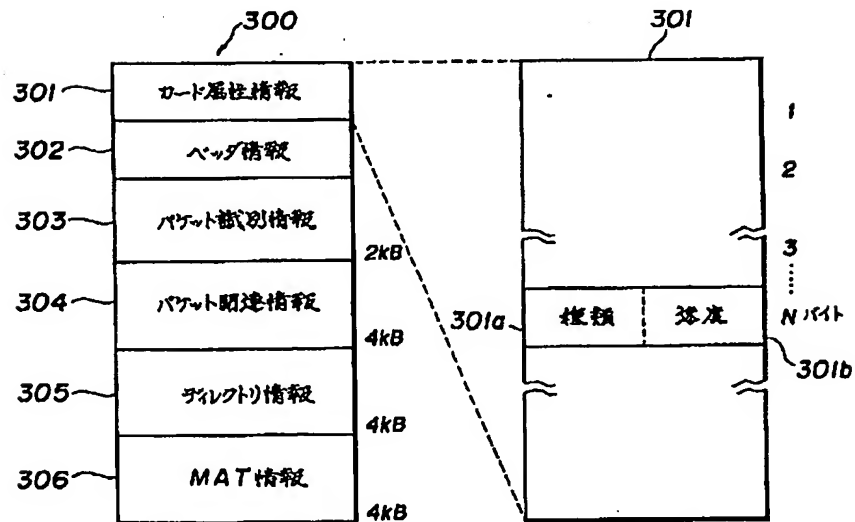 300
301
カード属性情報
302
ヘッダ情報
303
パケット識別情報
2kB
304
パケット関連情報
4kB
305
ディレクトリ情報
4kB
306
MAT情報
4kB
301
1
2
3
301a
種類
速度
Nバイト
301b